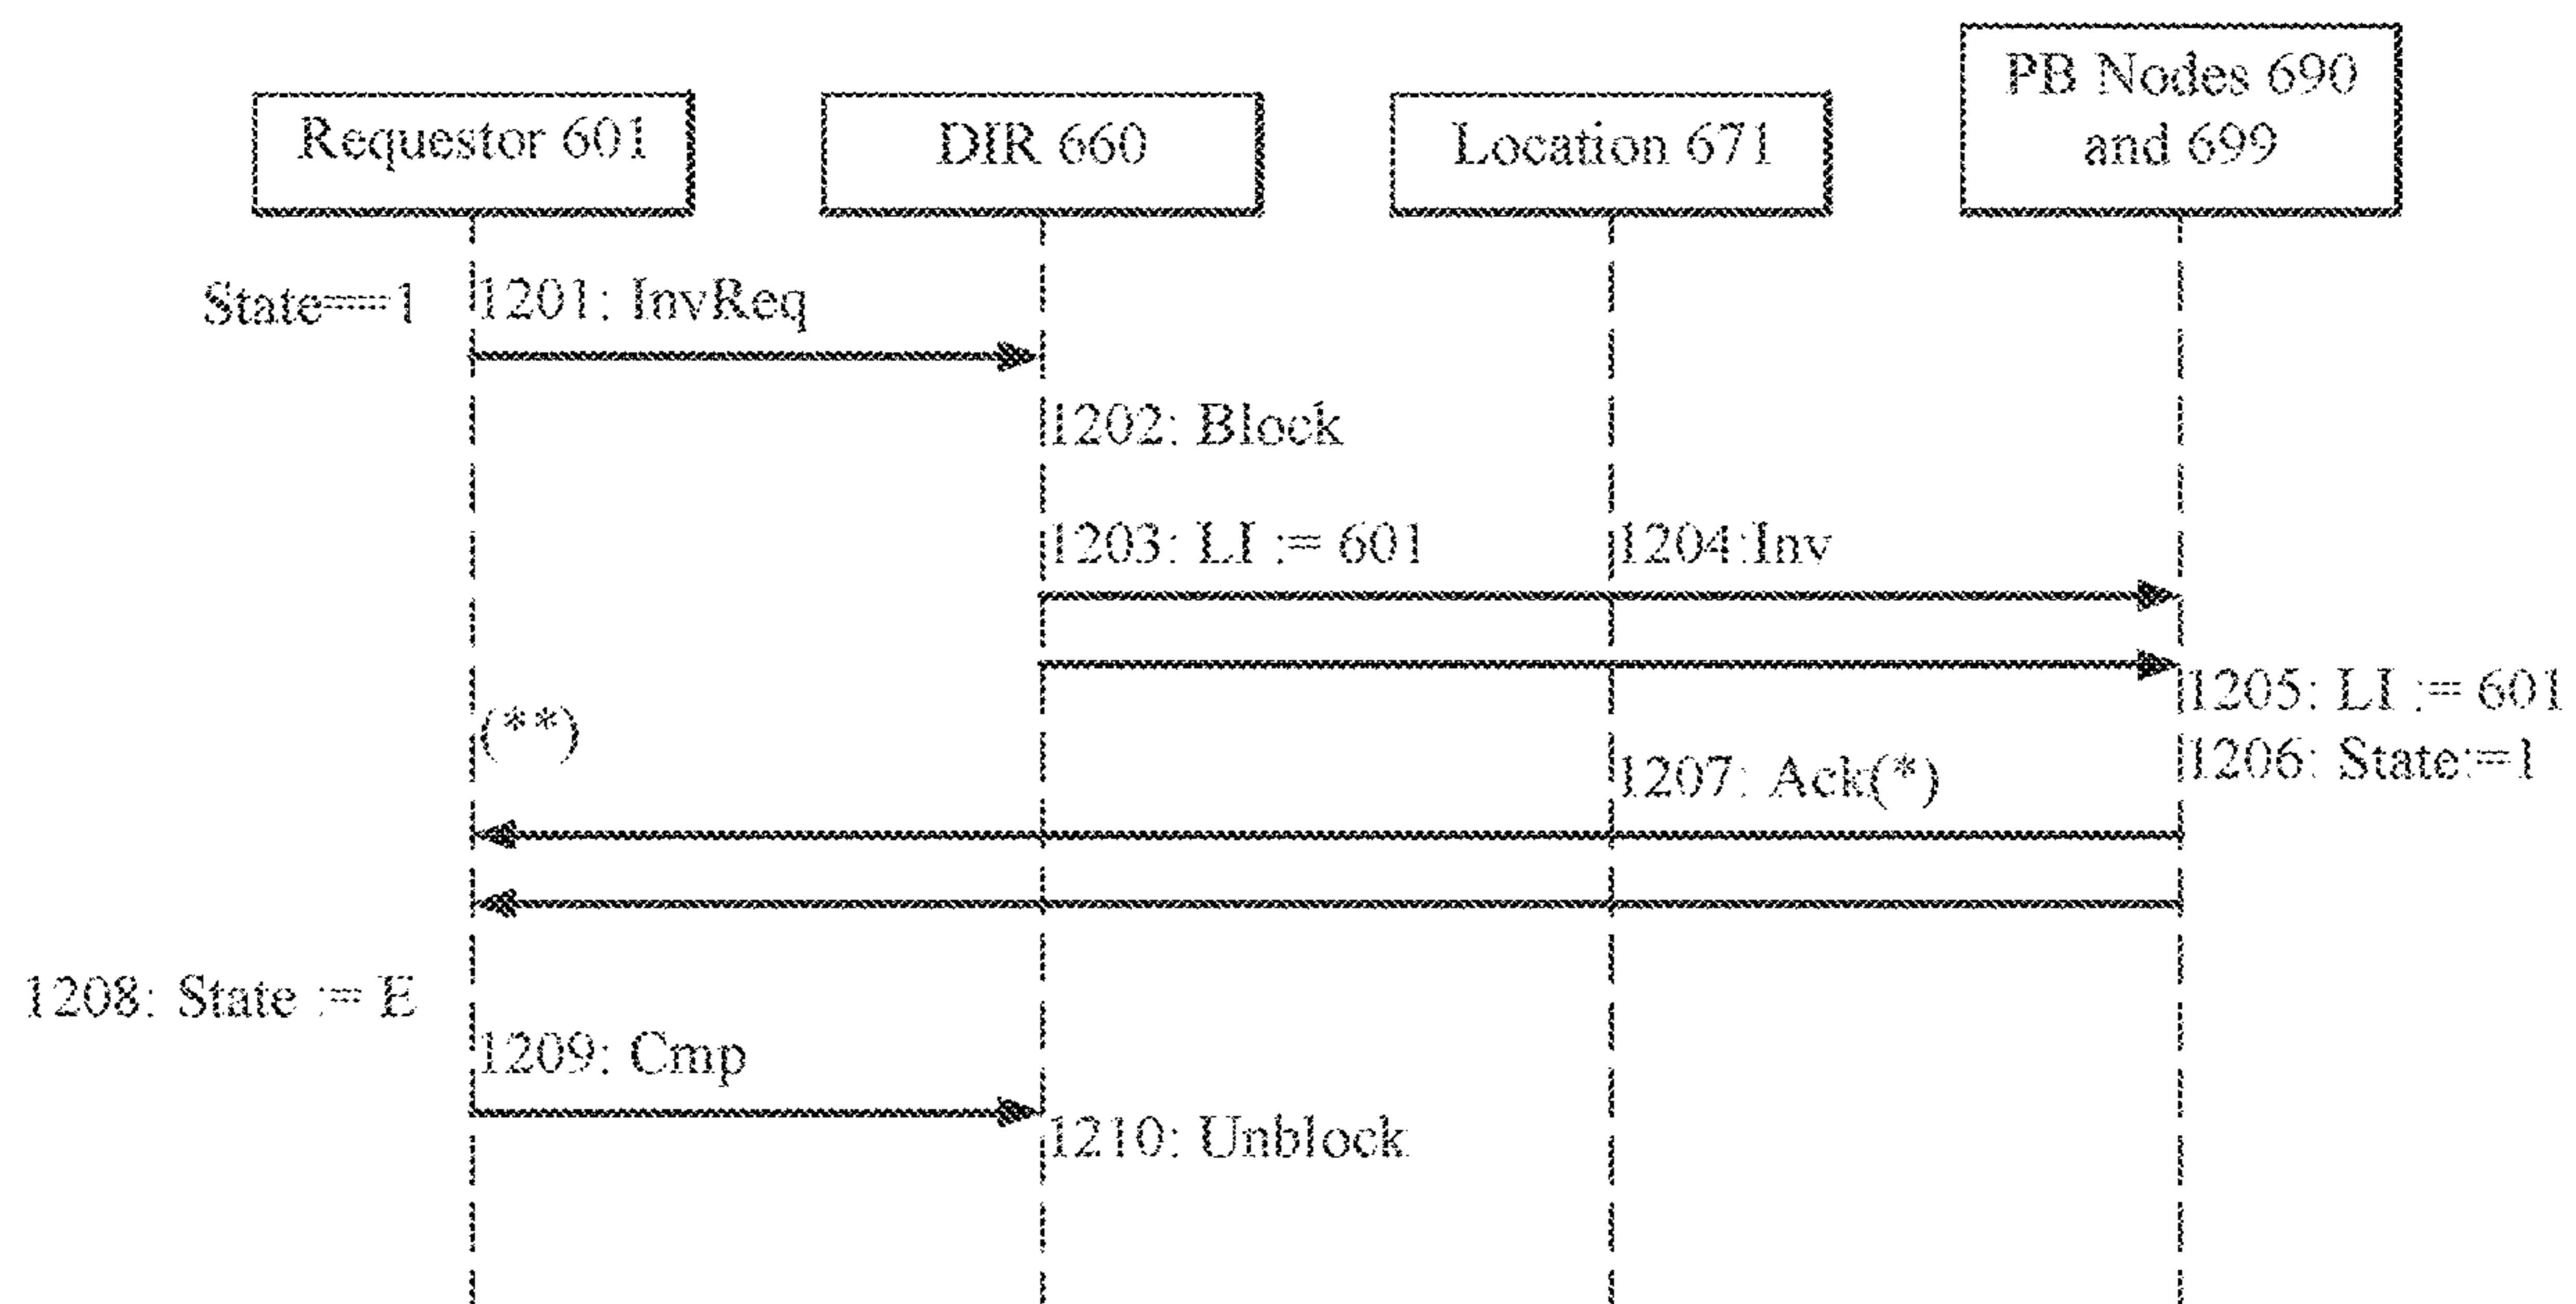 Requestor 601
DIR 660
Location 671
PB Nodes 690
and 699
State==1
1201: InvReq
1202: Block
1203: LI := 601
1204:Inv
1205: LI := 601
(**)
1206: State:=1
1207: Ack(*)
1208: State := E
1209: Cmp
1210: Unblock